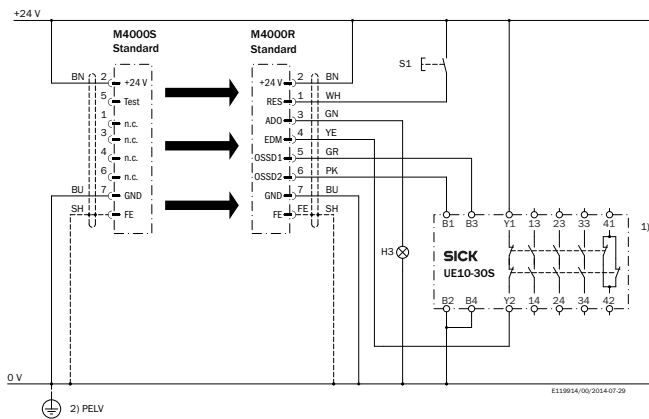 +24 V
M4000S
Standard
M4000R
Standard
BN 2 +24 V
5 Test
1 n.c.
3 n.c.
4 n.c.
6 n.c.
BU 7 GND
SH FE
+24 V 2 BN
RES 1 WH
ADO 3 GN
EDM 4 YE
OSSD1 5 GR
OSSD2 6 PK
GND 7 BU
FE FE SH
S1
H3
B1 B3 Y1 13 23 33 41
1)
SICK
UE10-30S
B2 B4 Y2 14 24 34 42
0 V
E119914/00/2014-07-29
2) PELV